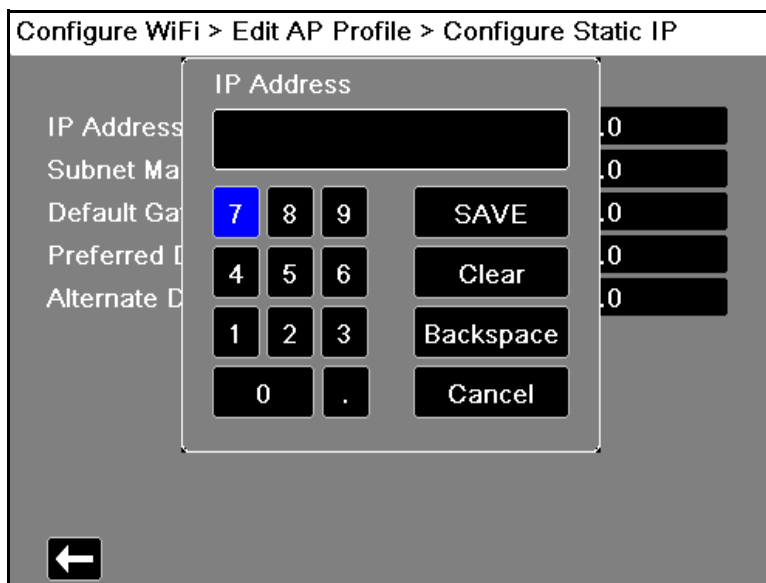 Configure WiFi > Edit AP Profile > Configure Static IP
IP Address
IP Address .0
Subnet Ma .0
Default Ga .0
Preferred .0
Alternate D .0
7 8 9 SAVE
4 5 6 Clear
1 2 3 Backspace
0 . Cancel